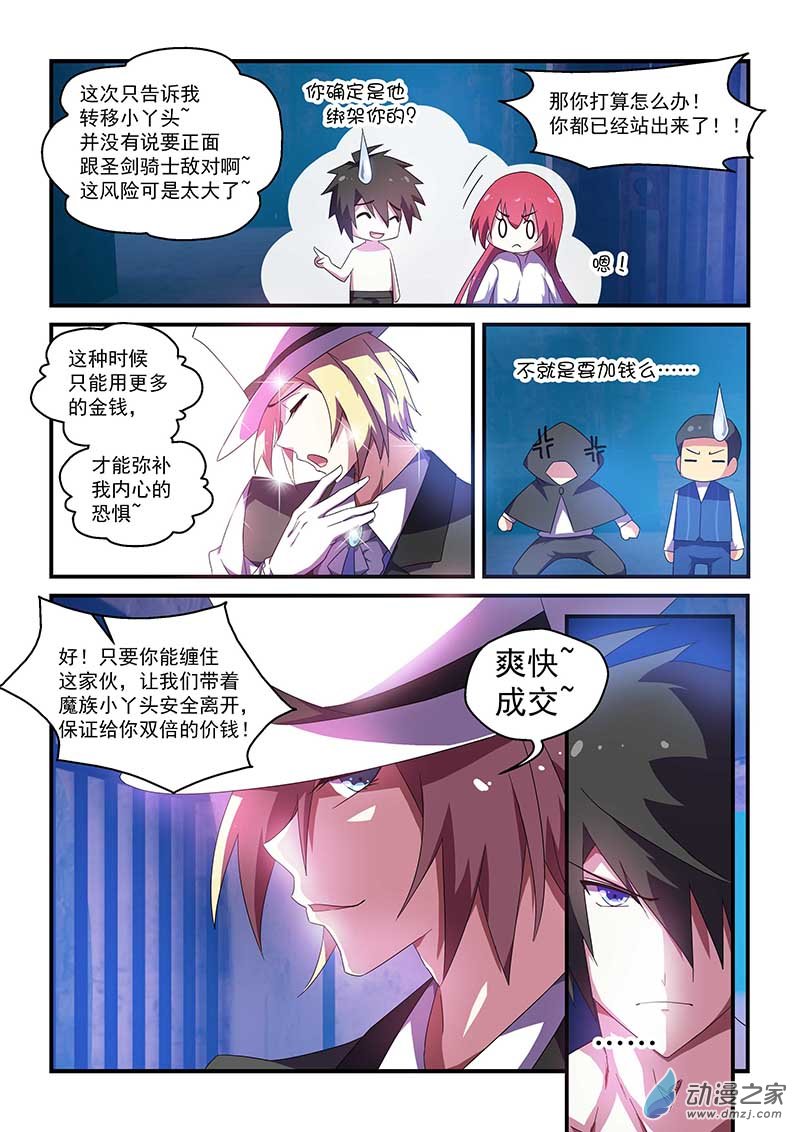 这次只告诉我
转移小丫头~
并没有说要正面
跟圣剑骑士敌对啊~
这风险可是太大了~
你确定是他
绑架你的？
嗯！
那你打算怎么办！
你都已经站出来了！！
这种时候
只能用更多
的金钱，
才能弥补
我内心的
恐惧~
不就是要加钱么……
好！只要你能缠住
这家伙，让我们带着
魔族小丫头安全离开，
保证给你双倍的价钱！
爽快~
成交~
……
动漫之家
www.dmzj.com